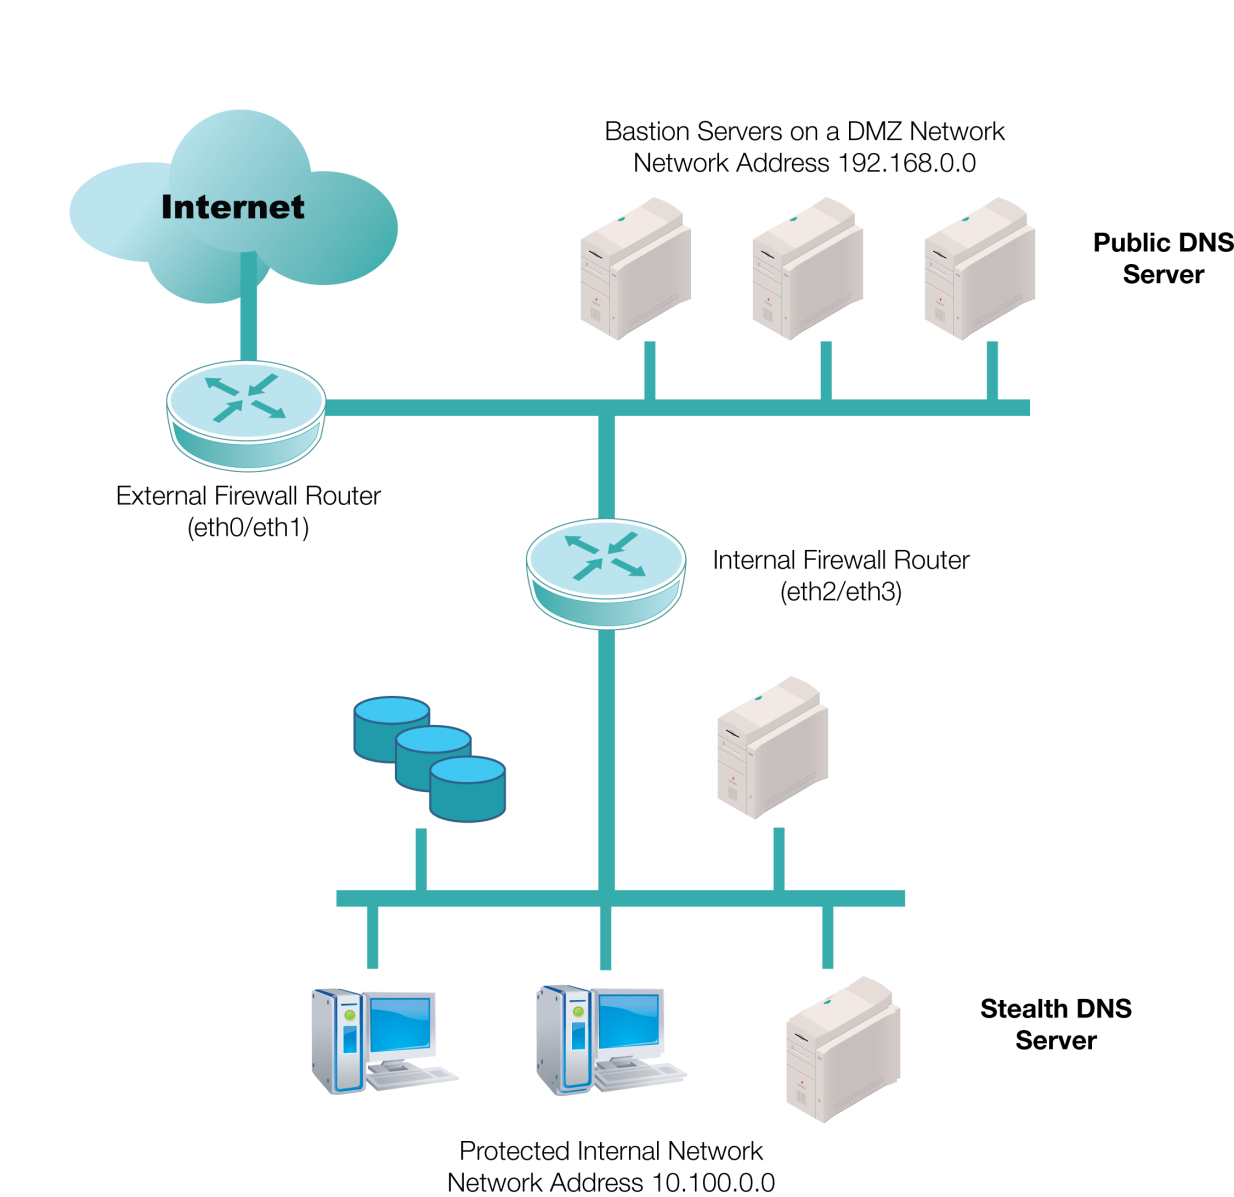 Bastion Servers on a DMZ Network
Network Address 192.168.0.0
Internet
Public DNS
Server
External Firewall Router
(eth0/eth1)
Internal Firewall Router
(eth2/eth3)
Stealth DNS
Server
Protected Internal Network
Network Address 10.100.0.0